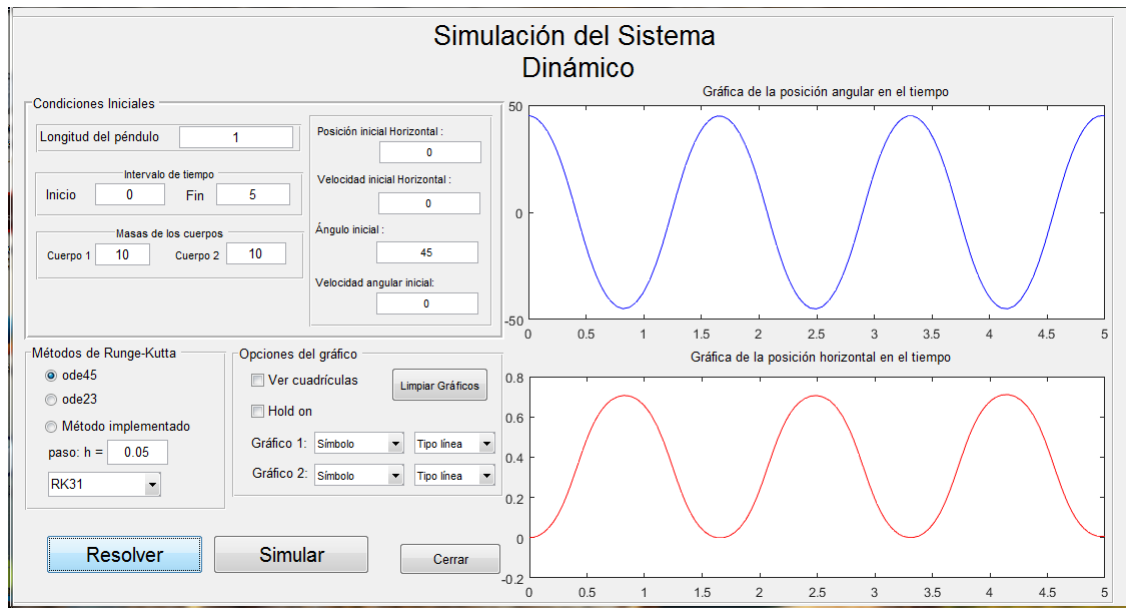 Simulación del Sistema
Dinámico
Condiciones Iniciales
Longitud del péndulo 1
Intervalo de tiempo
Inicio 0 Fin 5
Masas de los cuerpos
Cuerpo 1 10 Cuerpo 2 10
Posición inicial Horizontal :
0
Velocidad inicial Horizontal :
0
Ángulo inicial :
45
Velocidad angular inicial:
0
Métodos de Runge-Kutta
ode45
ode23
Método implementado
paso: h = 0.05
RK31
Opciones del gráfico
Ver cuadrículas
Limpiar Gráficos
Hold on
Gráfico 1: Símbolo Tipo línea
Gráfico 2: Símbolo Tipo línea
Resolver
Simular
Cerrar
Gráfica de la posición angular en el tiempo
50
0
-50
0 0.5 1 1.5 2 2.5 3 3.5 4 4.5 5
Gráfica de la posición horizontal en el tiempo
0.8
0.6
0.4
0.2
0
-0.2
0 0.5 1 1.5 2 2.5 3 3.5 4 4.5 5